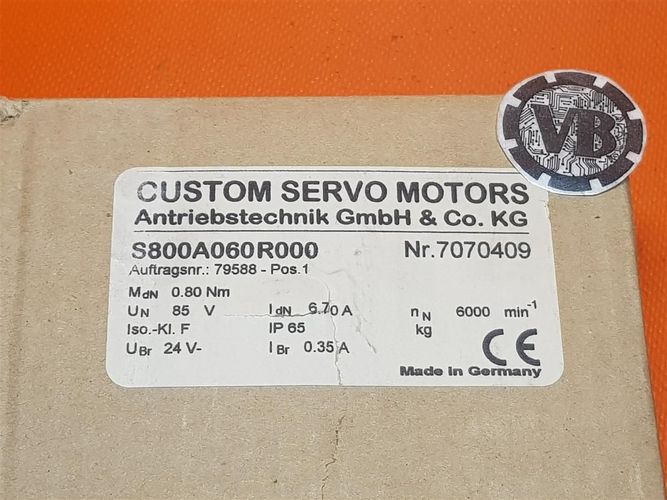 VB
CUSTOM SERVO MOTORS
Antriebstechnik GmbH & Co. KG
S800A060R000 Nr.7070409
Auftragsnr.: 79588 - Pos.1
MdN 0.80 Nm
UN 85 V IdN 6.70 A nN 6000 min-1
Iso.-Kl. F IP 65 kg
UBr 24 V- IBr 0.35 A CE
Made in Germany